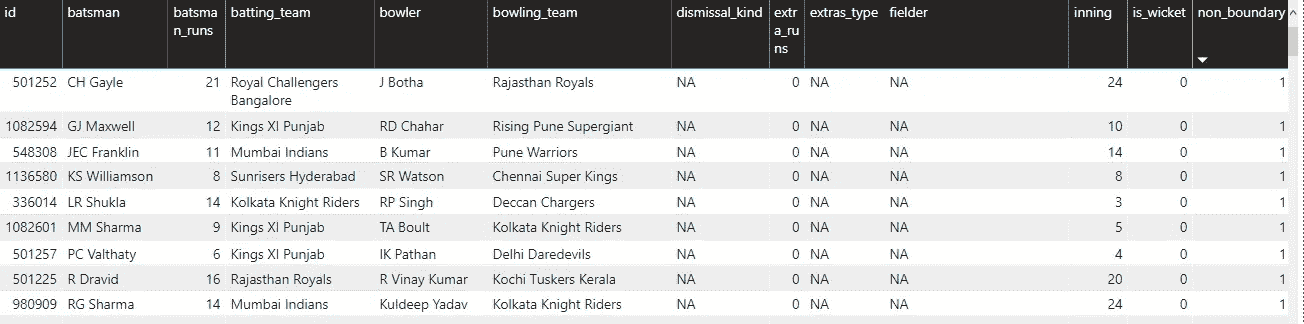 id batsman batsma batting_team bowler bowling_team dismissal_kind extr extras_type fielder inning is_wicket non_boundary
n_runs a_ru
ns
501252 CH Gayle 21 Royal Challengers J Botha Rajasthan Royals NA 0 NA NA 24 0 1
Bangalore
1082594 GJ Maxwell 12 Kings XI Punjab RD Chahar Rising Pune Supergiant NA 0 NA NA 10 0 1
548308 JEC Franklin 11 Mumbai Indians B Kumar Pune Warriors NA 0 NA NA 14 0 1
1136580 KS Williamson 8 Sunrisers Hyderabad SR Watson Chennai Super Kings NA 0 NA NA 8 0 1
336014 LR Shukla 14 Kolkata Knight Riders RP Singh Deccan Chargers NA 0 NA NA 3 0 1
1082601 MM Sharma 9 Kings XI Punjab TA Boult Kolkata Knight Riders NA 0 NA NA 5 0 1
501257 PC Valthaty 6 Kings XI Punjab IK Pathan Delhi Daredevils NA 0 NA NA 4 0 1
501225 R Dravid 16 Rajasthan Royals R Vinay Kumar Kochi Tuskers Kerala NA 0 NA NA 20 0 1
980909 RG Sharma 14 Mumbai Indians Kuldeep Yadav Kolkata Knight Riders NA 0 NA NA 24 0 1